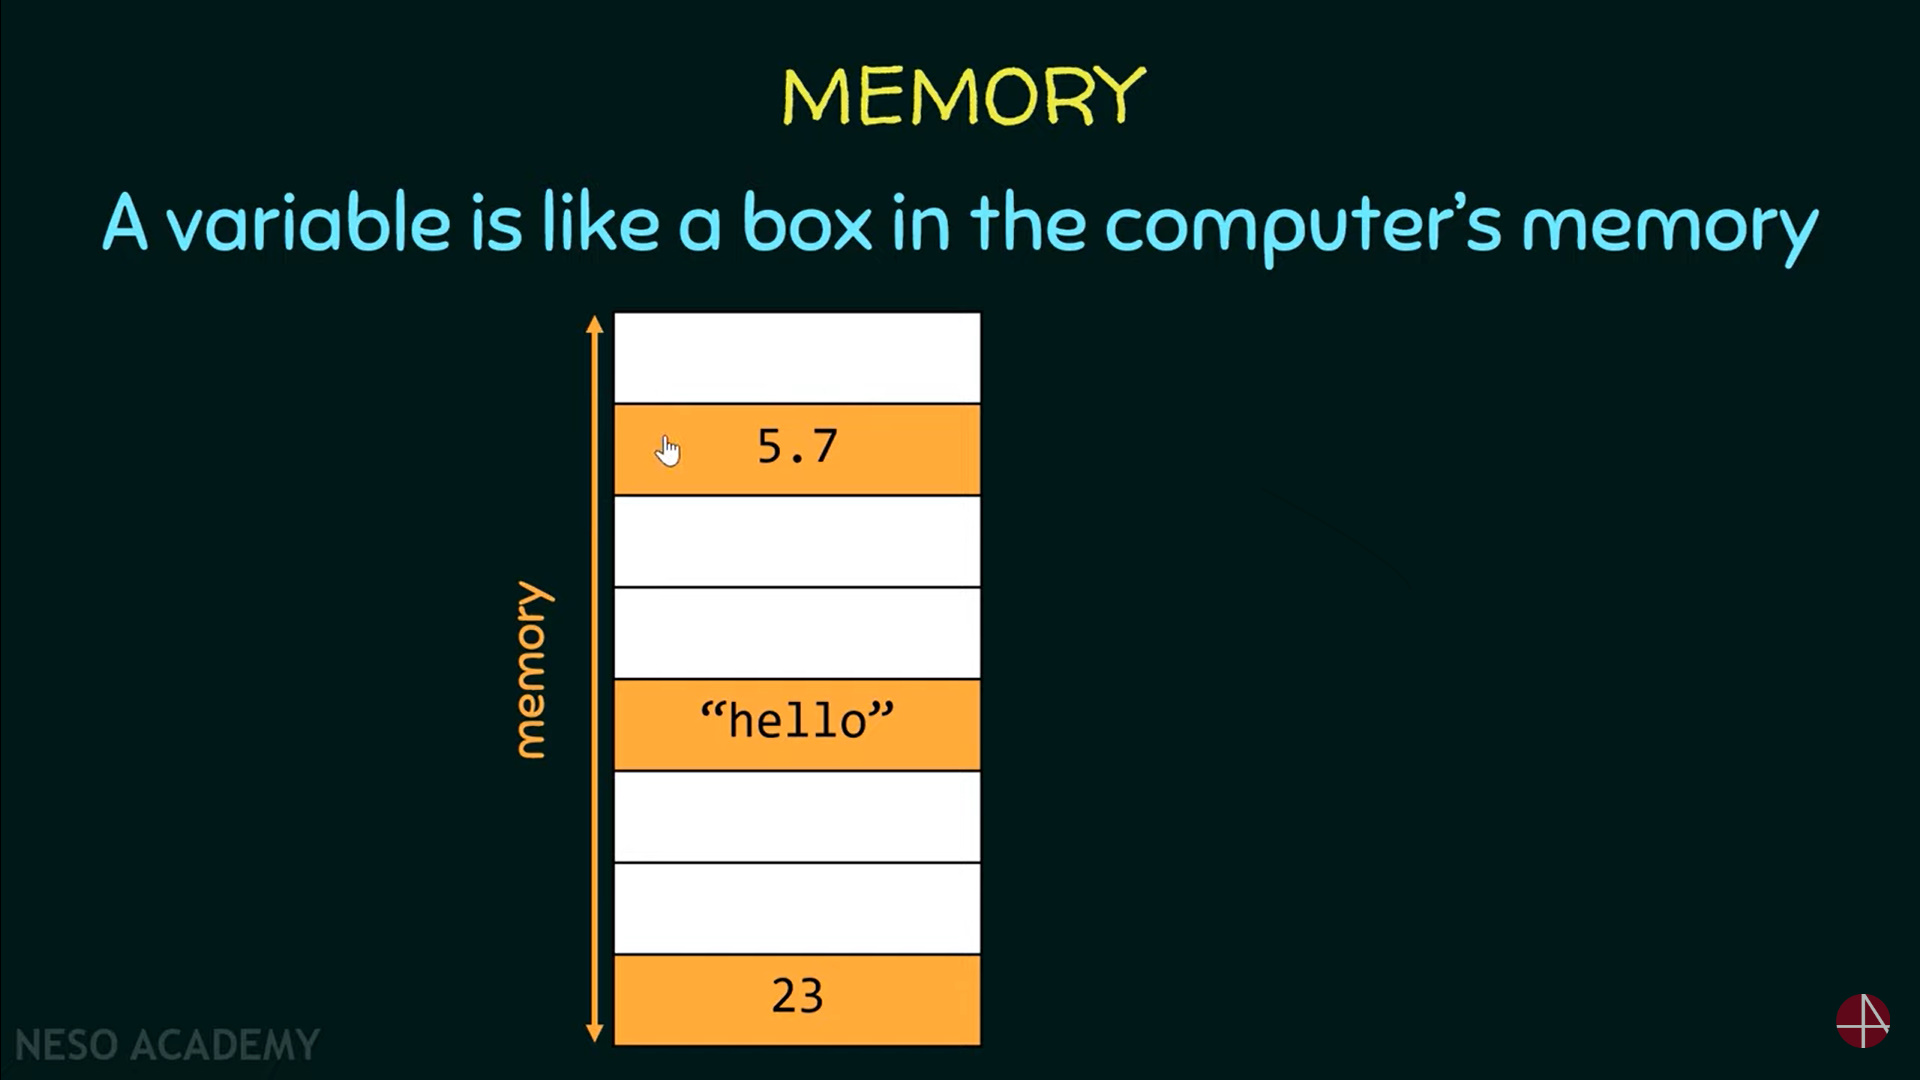 MEMORY
A variable is like a box in the computer’s memory
5.7
memory
“hello”
23
NESO ACADEMY